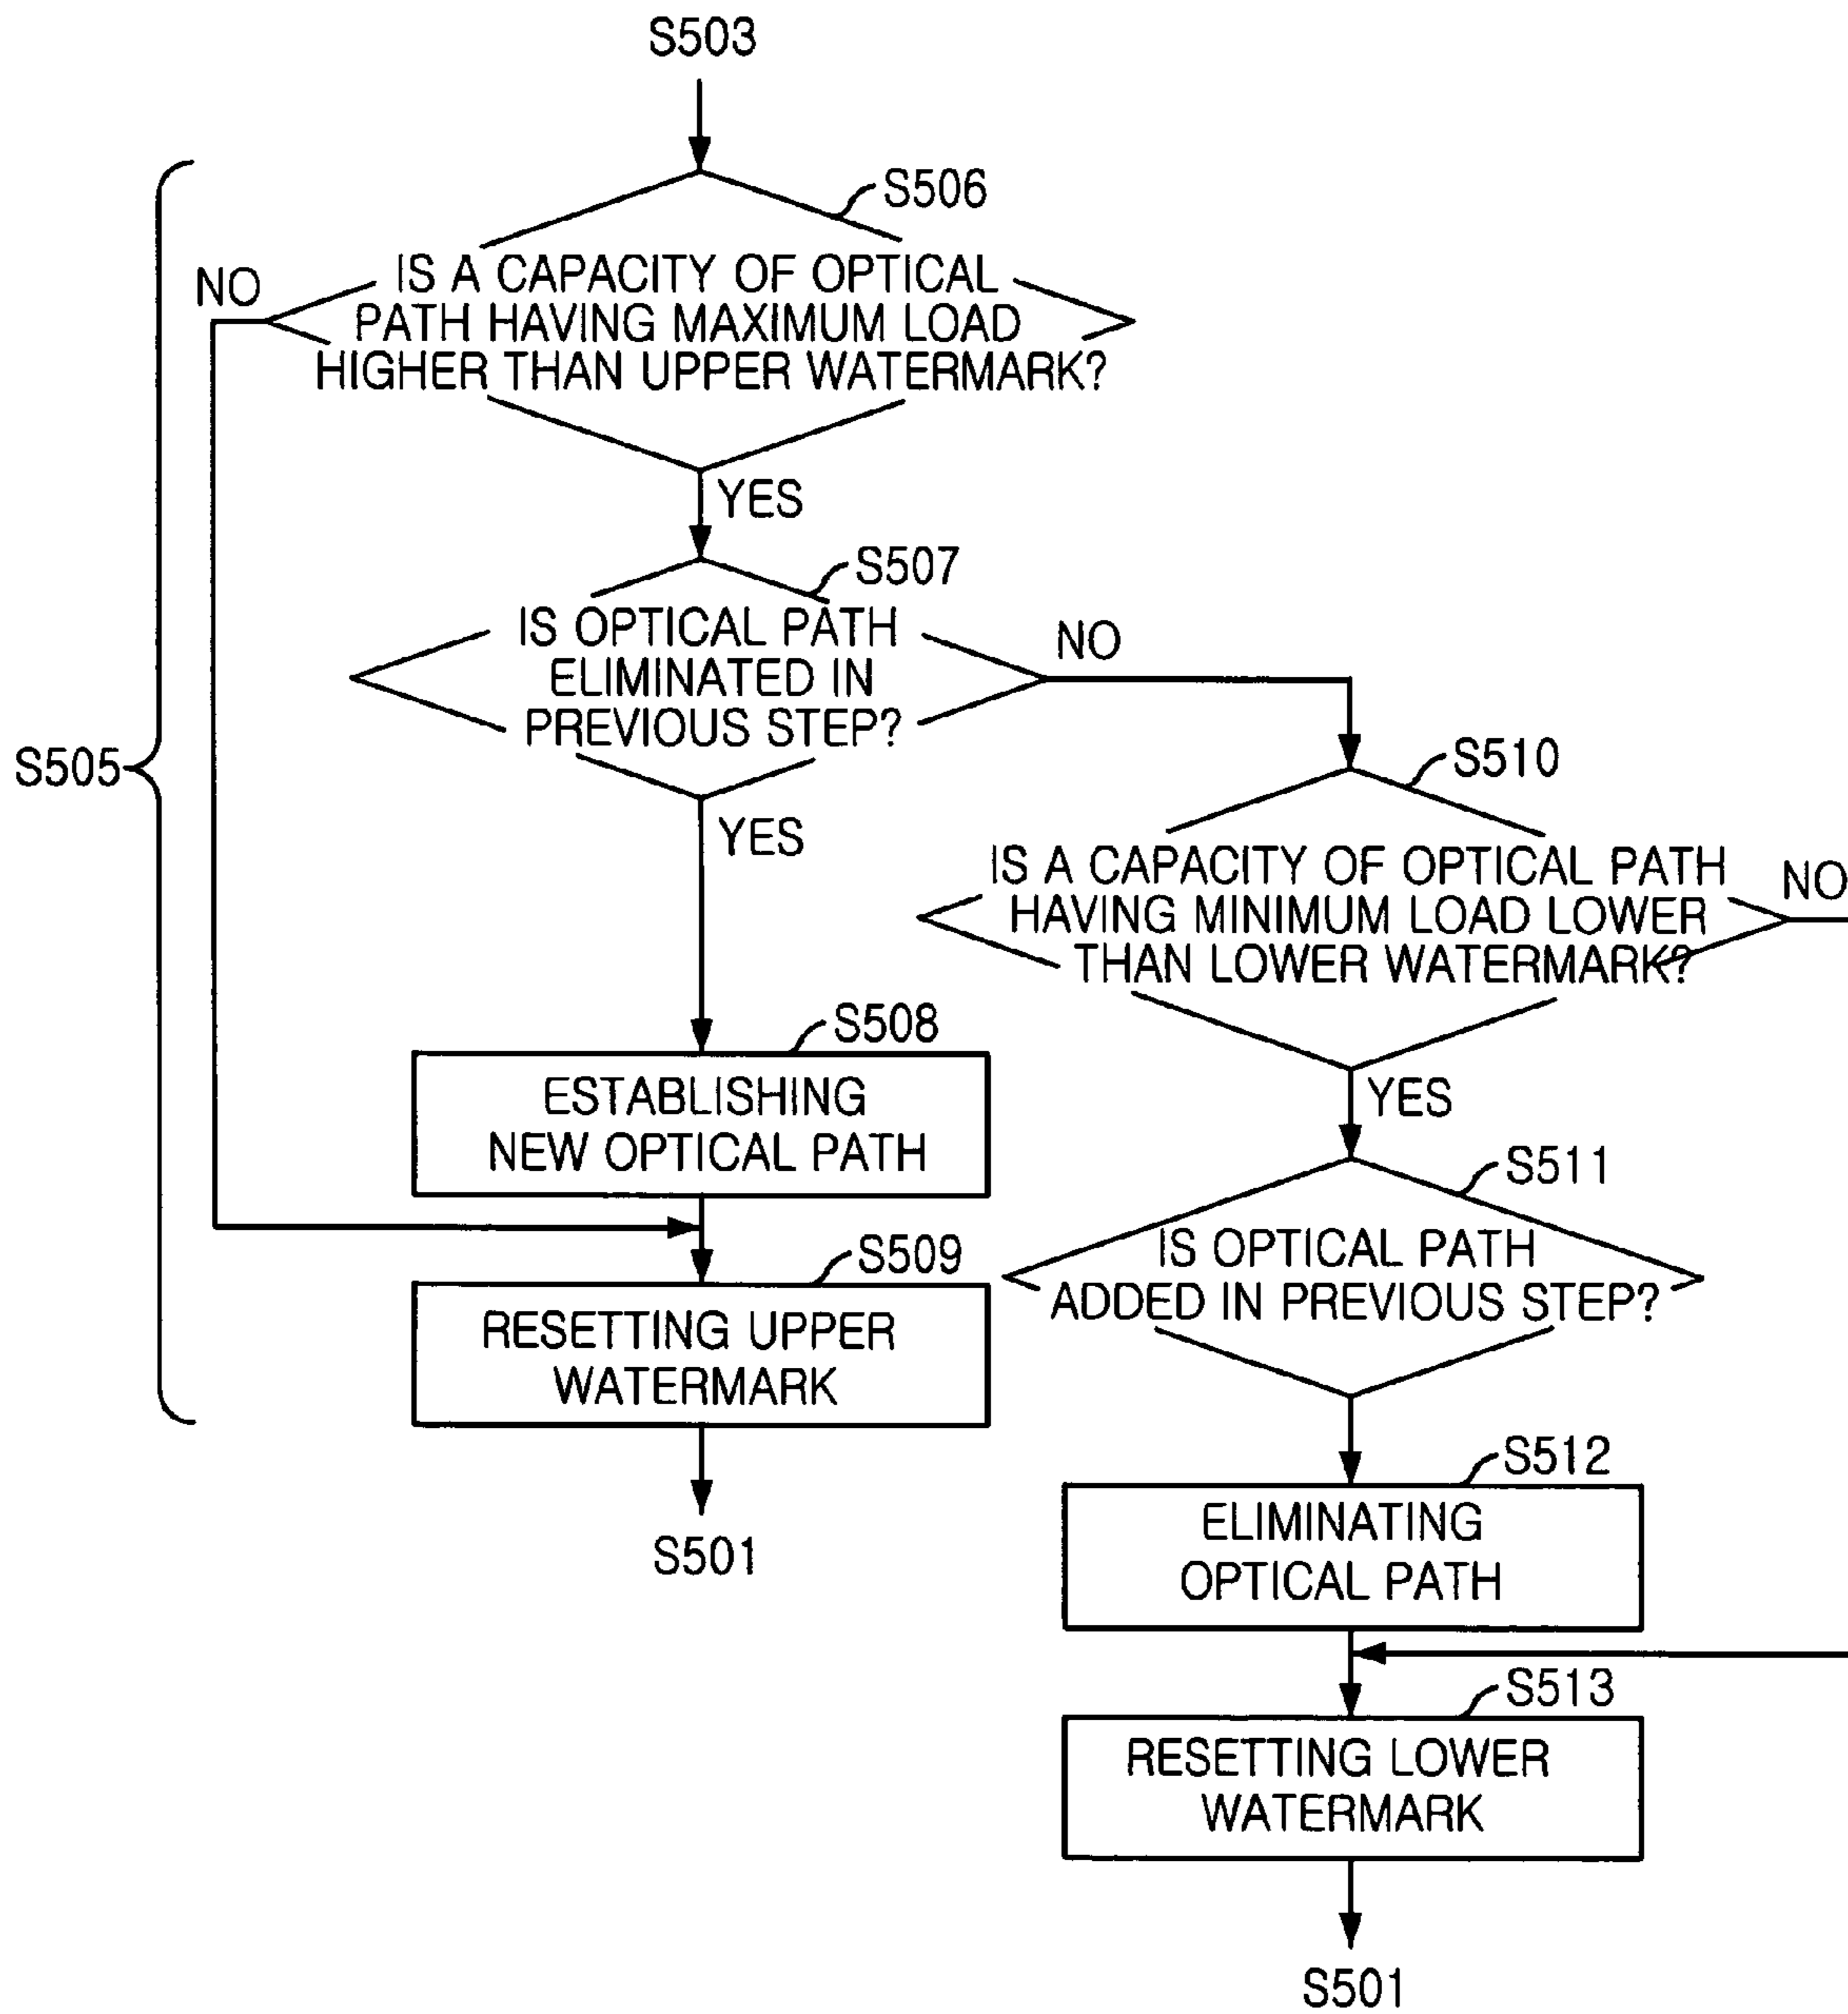 S503
S506
NO
IS A CAPACITY OF OPTICAL
PATH HAVING MAXIMUM LOAD
HIGHER THAN UPPER WATERMARK?
YES
S507
IS OPTICAL PATH
ELIMINATED IN
PREVIOUS STEP?
NO
YES
S505
S510
IS A CAPACITY OF OPTICAL PATH
HAVING MINIMUM LOAD LOWER
THAN LOWER WATERMARK?
NO
YES
S508
ESTABLISHING
NEW OPTICAL PATH
S511
IS OPTICAL PATH
ADDED IN PREVIOUS STEP?
S509
RESETTING UPPER
WATERMARK
S501
S512
ELIMINATING
OPTICAL PATH
S513
RESETTING LOWER
WATERMARK
S501